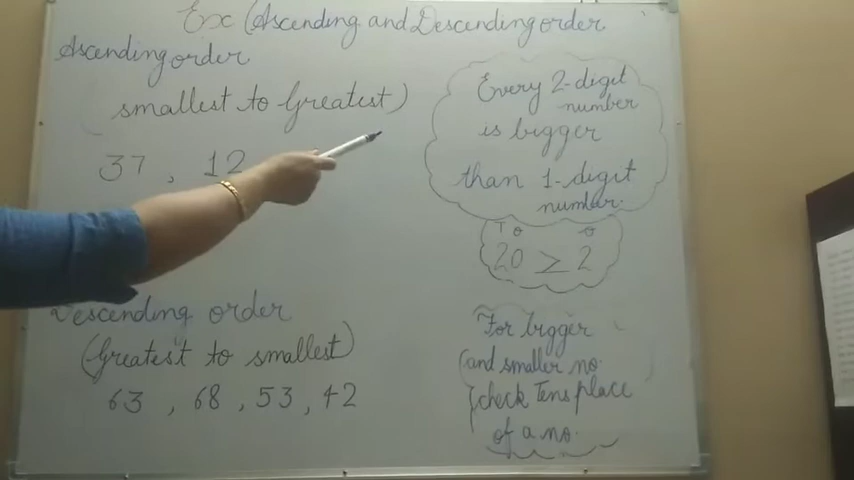 Ex (Ascending and Descending order
Ascending order
smallest to Greatest)
37 , 12
Descending order
(Greatest to smallest)
63 , 68 , 53 , 42
Every 2-digit
number
is bigger
than 1-digit
number.
T O O
20 > 2
For bigger
(and smaller no.
check Tens place
of a no.